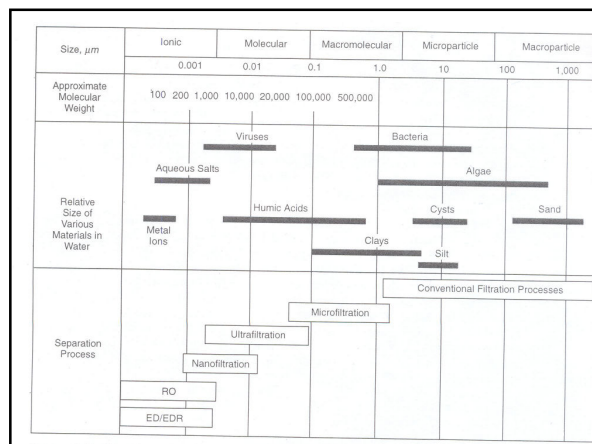 Size, μm
Ionic Molecular Macromolecular Microparticle Macroparticle
0.001 0.01 0.1 1.0 10 100 1,000
Approximate
Molecular
Weight
100 200 1,000 10,000 20,000 100,000 500,000
Relative
Size of
Various
Materials in
Water
Viruses Bacteria
Aqueous Salts Algae
Metal
Ions
Humic Acids Cysts Sand
Clays Silt
Separation
Process
Conventional Filtration Processes
Microfiltration
Ultrafiltration
Nanofiltration
RO
ED/EDR